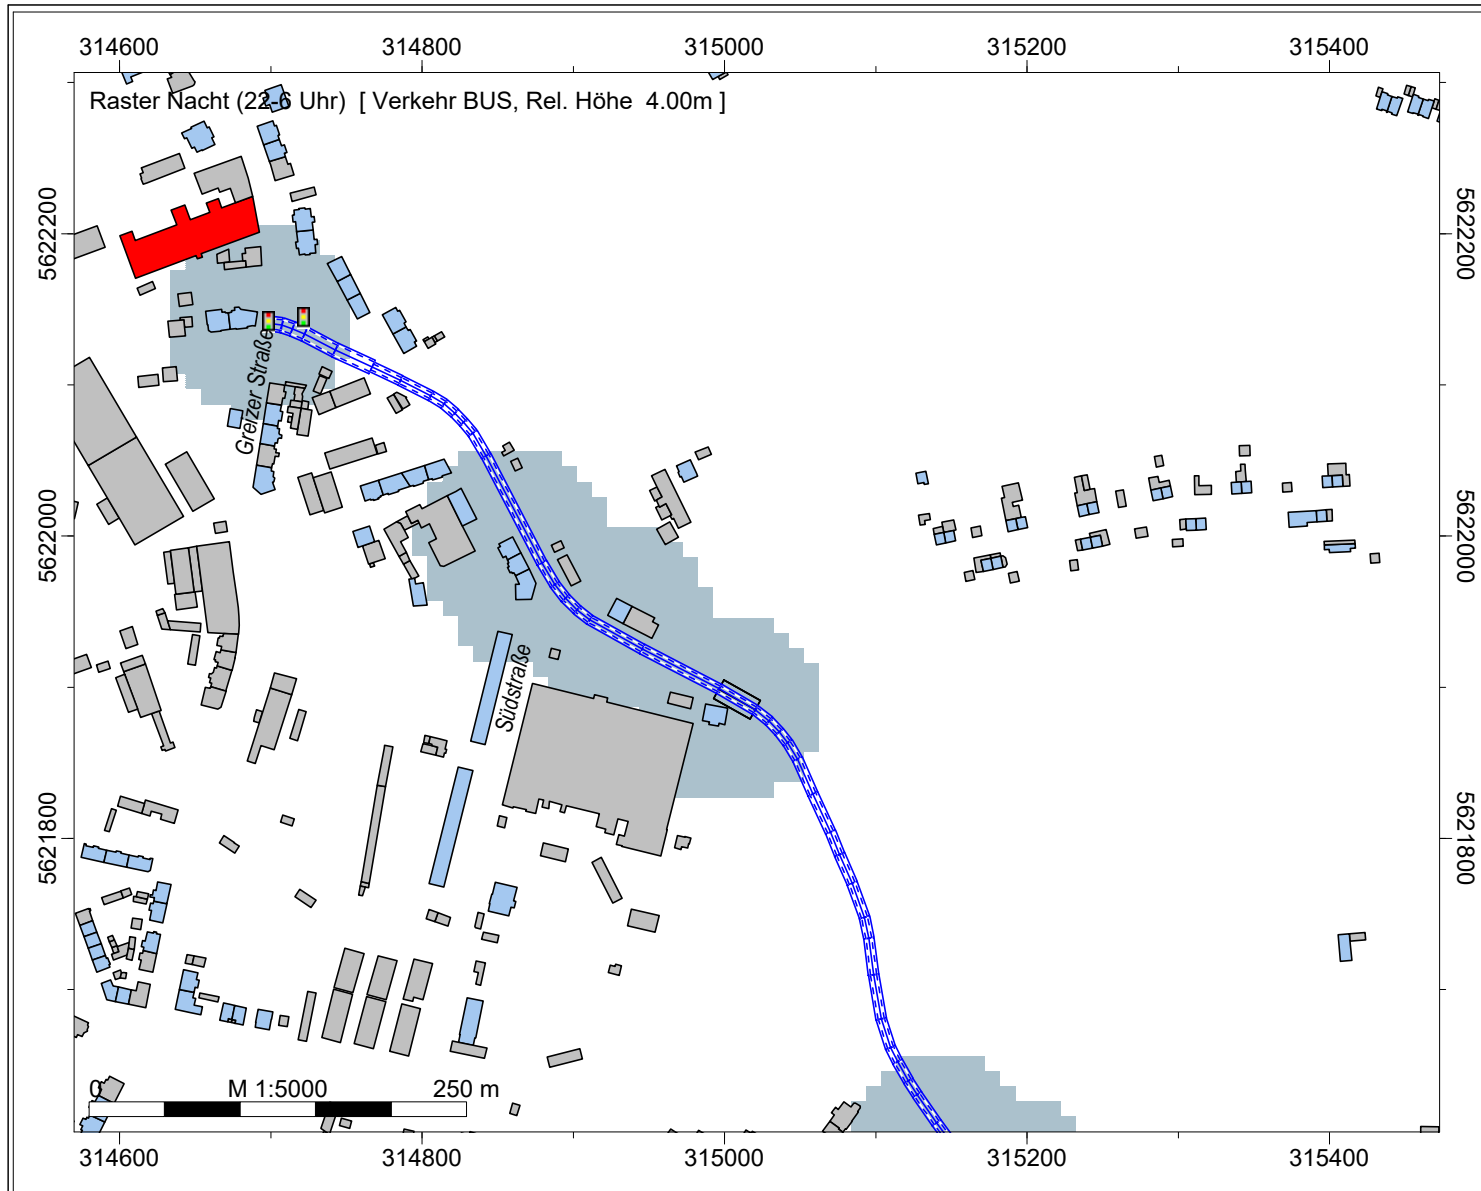 314600 314800 315000 315200 315400
Raster Nacht (22-6 Uhr) [ Verkehr BUS, Rel. Höhe 4.00m ]
5622200 5622200
Greizer Straße
5622000 5622000
Südstraße
5621800 5621800
0 M 1:5000 250 m
314600 314800 315000 315200 315400